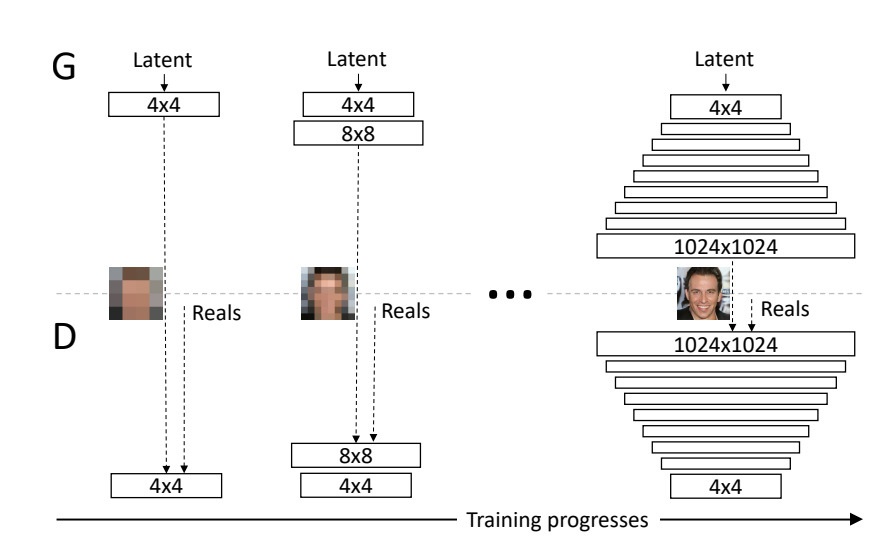 G
Latent
Latent
Latent
4x4
4x4
4x4
8x8
1024x1024
...
Reals
Reals
Reals
D
1024x1024
8x8
4x4
4x4
4x4
Training progresses